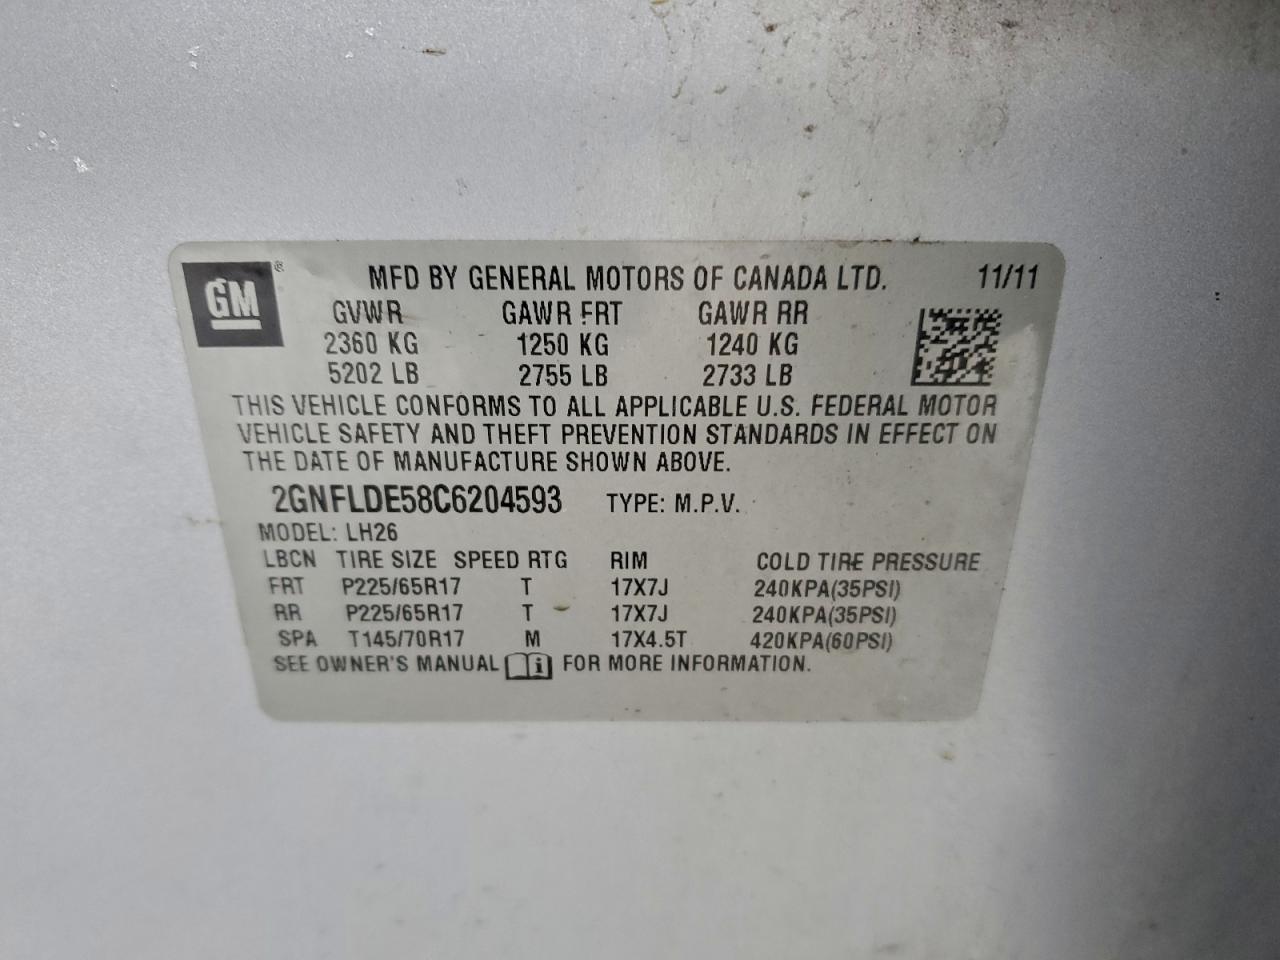 GM ® MFD BY GENERAL MOTORS OF CANADA LTD. 11/11
GVWR GAWR FRT GAWR RR
2360 KG 1250 KG 1240 KG
5202 LB 2755 LB 2733 LB
THIS VEHICLE CONFORMS TO ALL APPLICABLE U.S. FEDERAL MOTOR
VEHICLE SAFETY AND THEFT PREVENTION STANDARDS IN EFFECT ON
THE DATE OF MANUFACTURE SHOWN ABOVE.
2GNFLDE58C6204593 TYPE: M.P.V.
MODEL: LH26
LBCN TIRE SIZE SPEED RTG RIM COLD TIRE PRESSURE
FRT P225/65R17 T 17X7J 240KPA(35PSI)
RR P225/65R17 T 17X7J 240KPA(35PSI)
SPA T145/70R17 M 17X4.5T 420KPA(60PSI)
SEE OWNER'S MANUAL i FOR MORE INFORMATION.